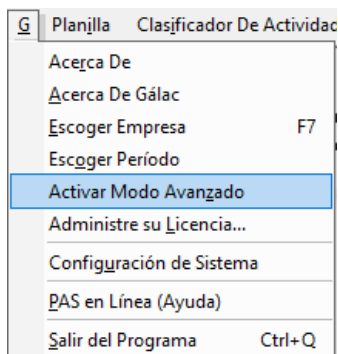 G Planilla Clasificador De Actividad
Acerca De
Acerca De Gálac
Escoger Empresa F7
Escoger Período
Activar Modo Avanzado
Administre su Licencia...
Configuración de Sistema
PAS en Línea (Ayuda)
Salir del Programa Ctrl+Q